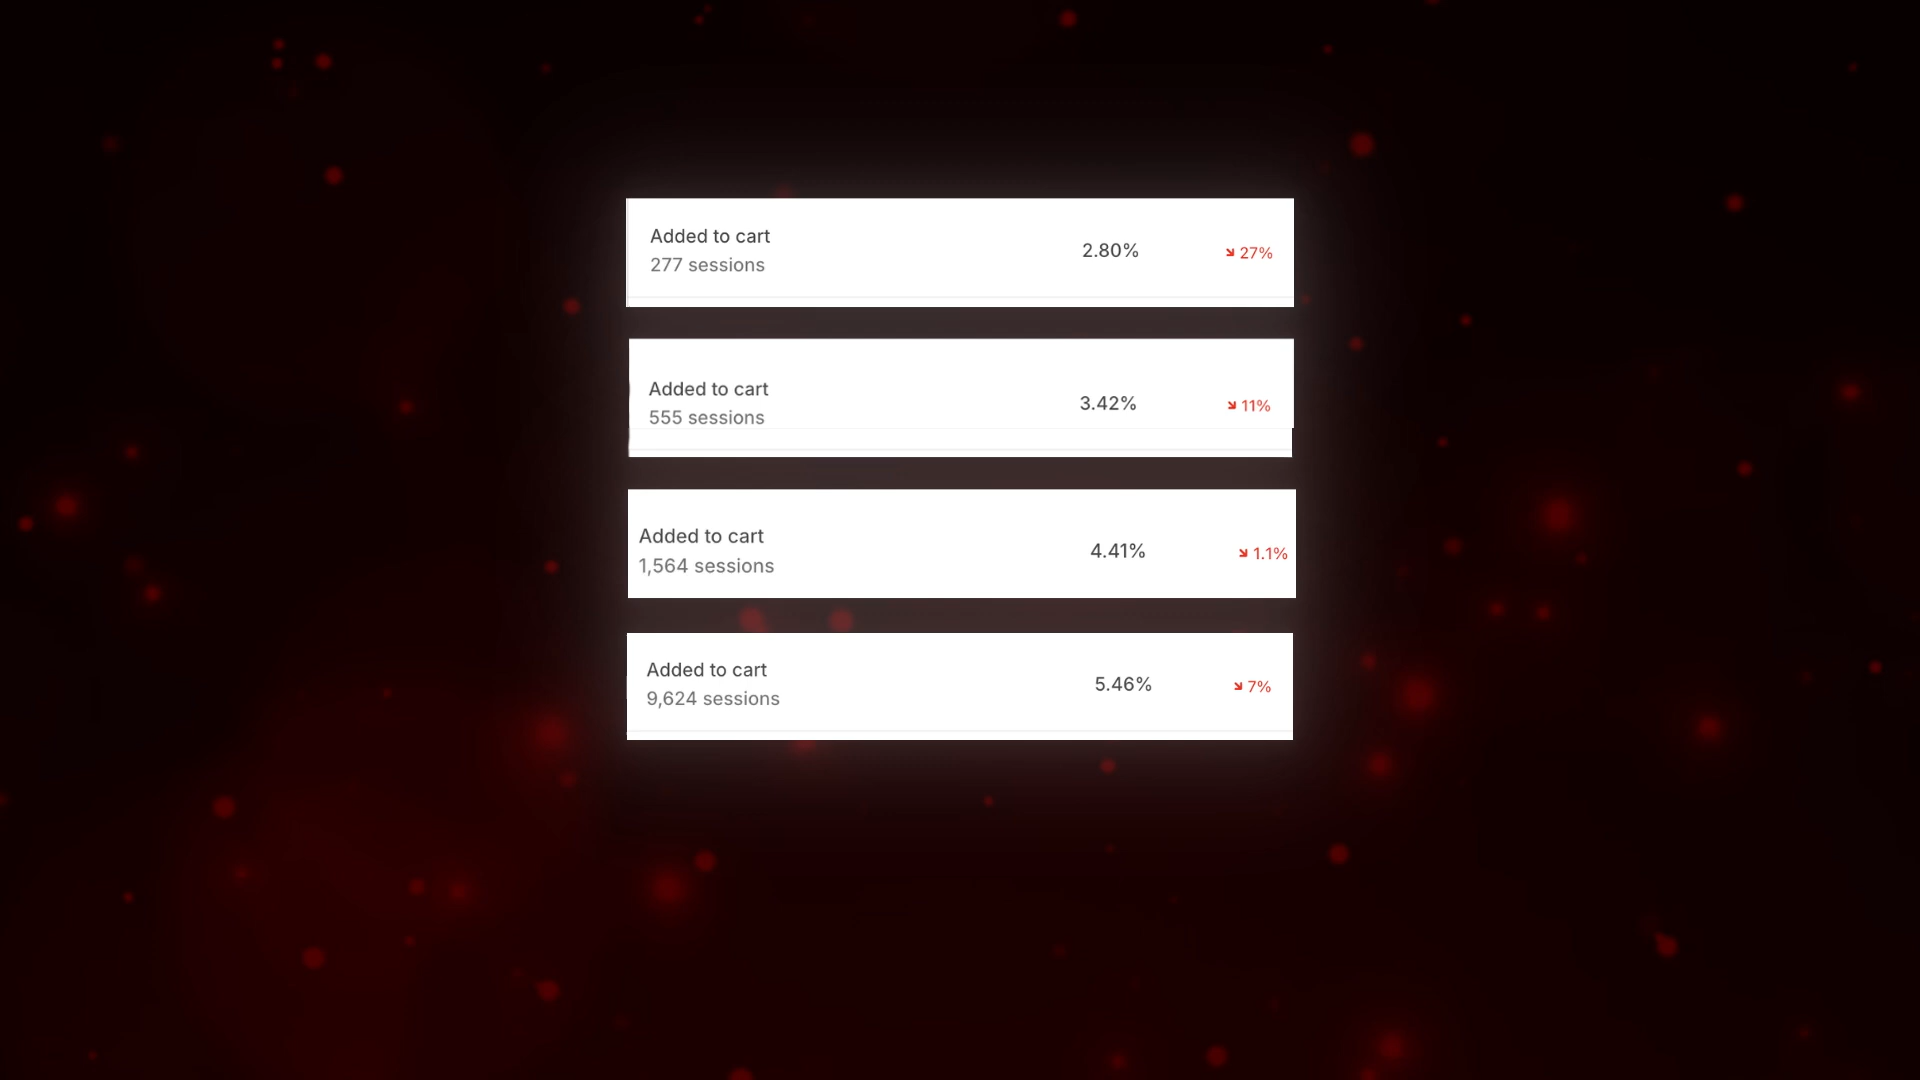 Added to cart
277 sessions
2.80%
↘ 27%
Added to cart
555 sessions
3.42%
↘ 11%
Added to cart
1,564 sessions
4.41%
↘ 1.1%
Added to cart
9,624 sessions
5.46%
↘ 7%